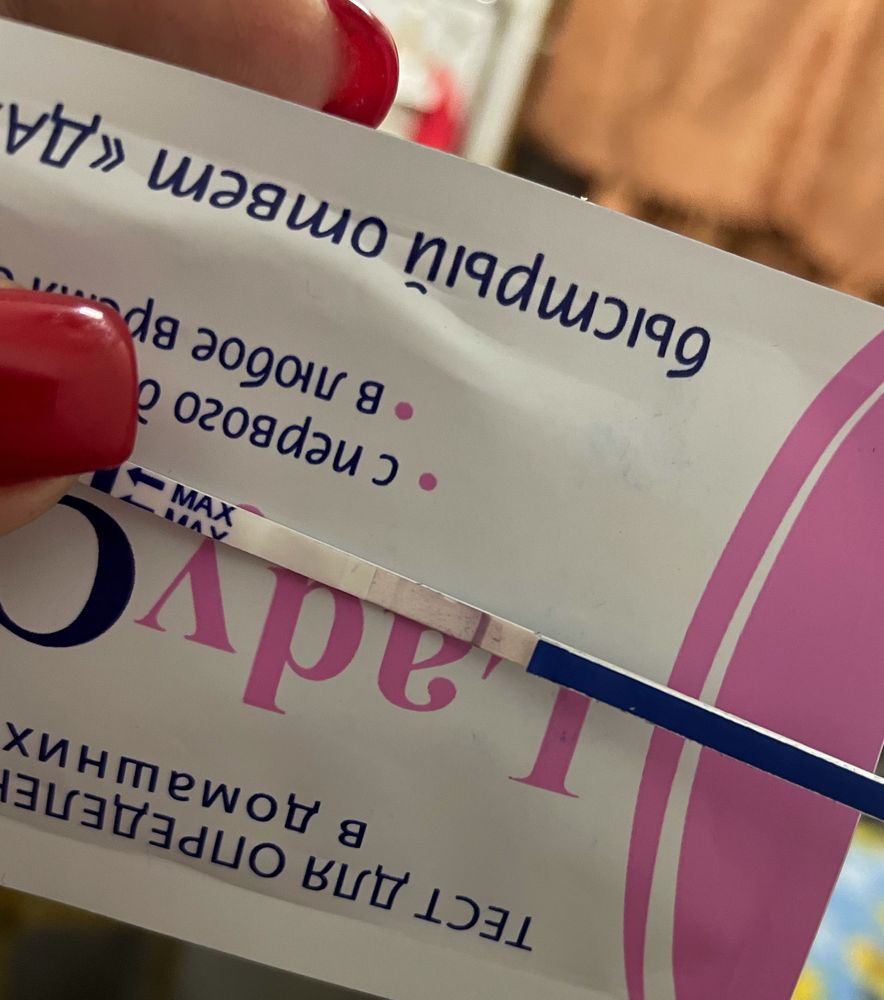 ТЕСТ ДЛЯ ОПРЕДЕЛЕН
в домашних
Lady C
MAX
MAX
• с первого
• в любое время
быстрый ответ «ДА